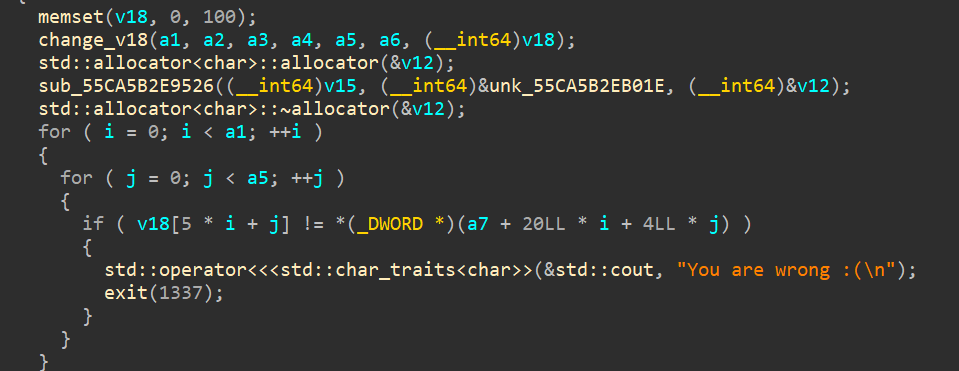 {
memset(v18, 0, 100);
change_v18(a1, a2, a3, a4, a5, a6, (__int64)v18);
std::allocator<char>::allocator(&v12);
sub_55CA5B2E9526((__int64)v15, (__int64)&unk_55CA5B2EB01E, (__int64)&v12);
std::allocator<char>::~allocator(&v12);
for ( i = 0; i < a1; ++i )
{
for ( j = 0; j < a5; ++j )
{
if ( v18[5 * i + j] != *(_DWORD *)(a7 + 20LL * i + 4LL * j) )
{
std::operator<<<std::char_traits<char>>(&std::cout, "You are wrong :(\n");
exit(1337);
}
}
}